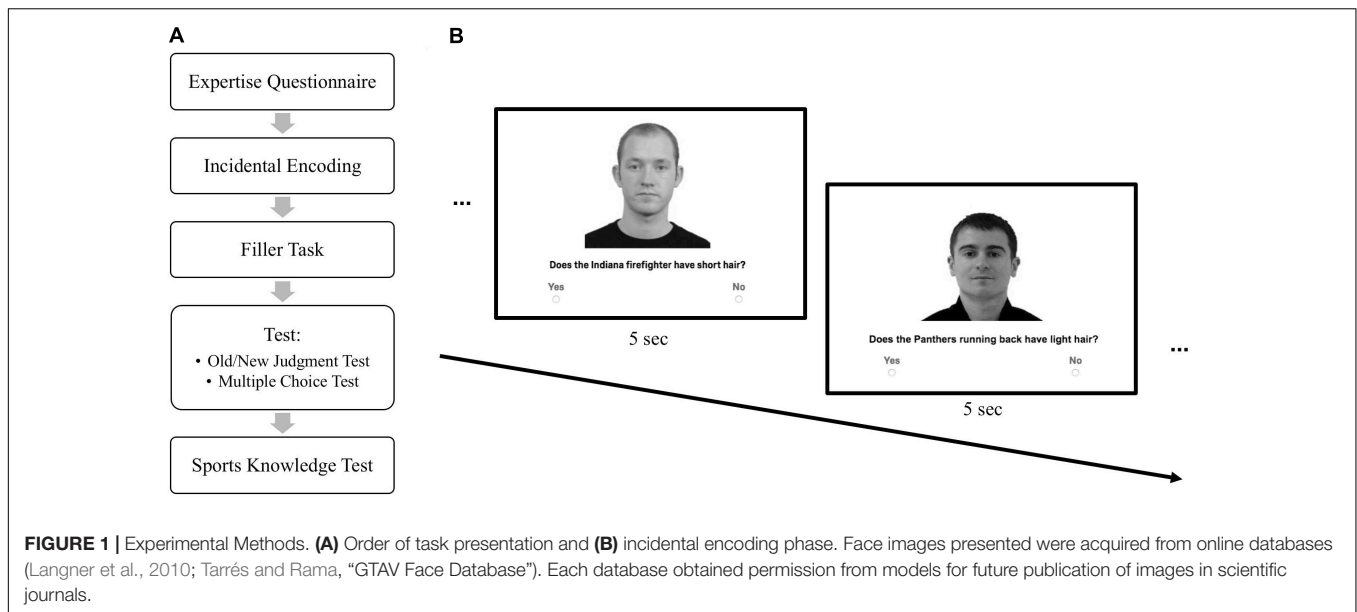 A
Expertise Questionnaire
Incidental Encoding
Filler Task
Test:
• Old/New Judgment Test
• Multiple Choice Test
Sports Knowledge Test
B
...
Does the Indiana firefighter have short hair?
Yes No
5 sec
Does the Panthers running back have light hair?
Yes No
5 sec
...
FIGURE 1 | Experimental Methods. (A) Order of task presentation and (B) incidental encoding phase. Face images presented were acquired from online databases
(Langner et al., 2010; Tarrés and Rama, “GTAV Face Database”). Each database obtained permission from models for future publication of images in scientific
journals.